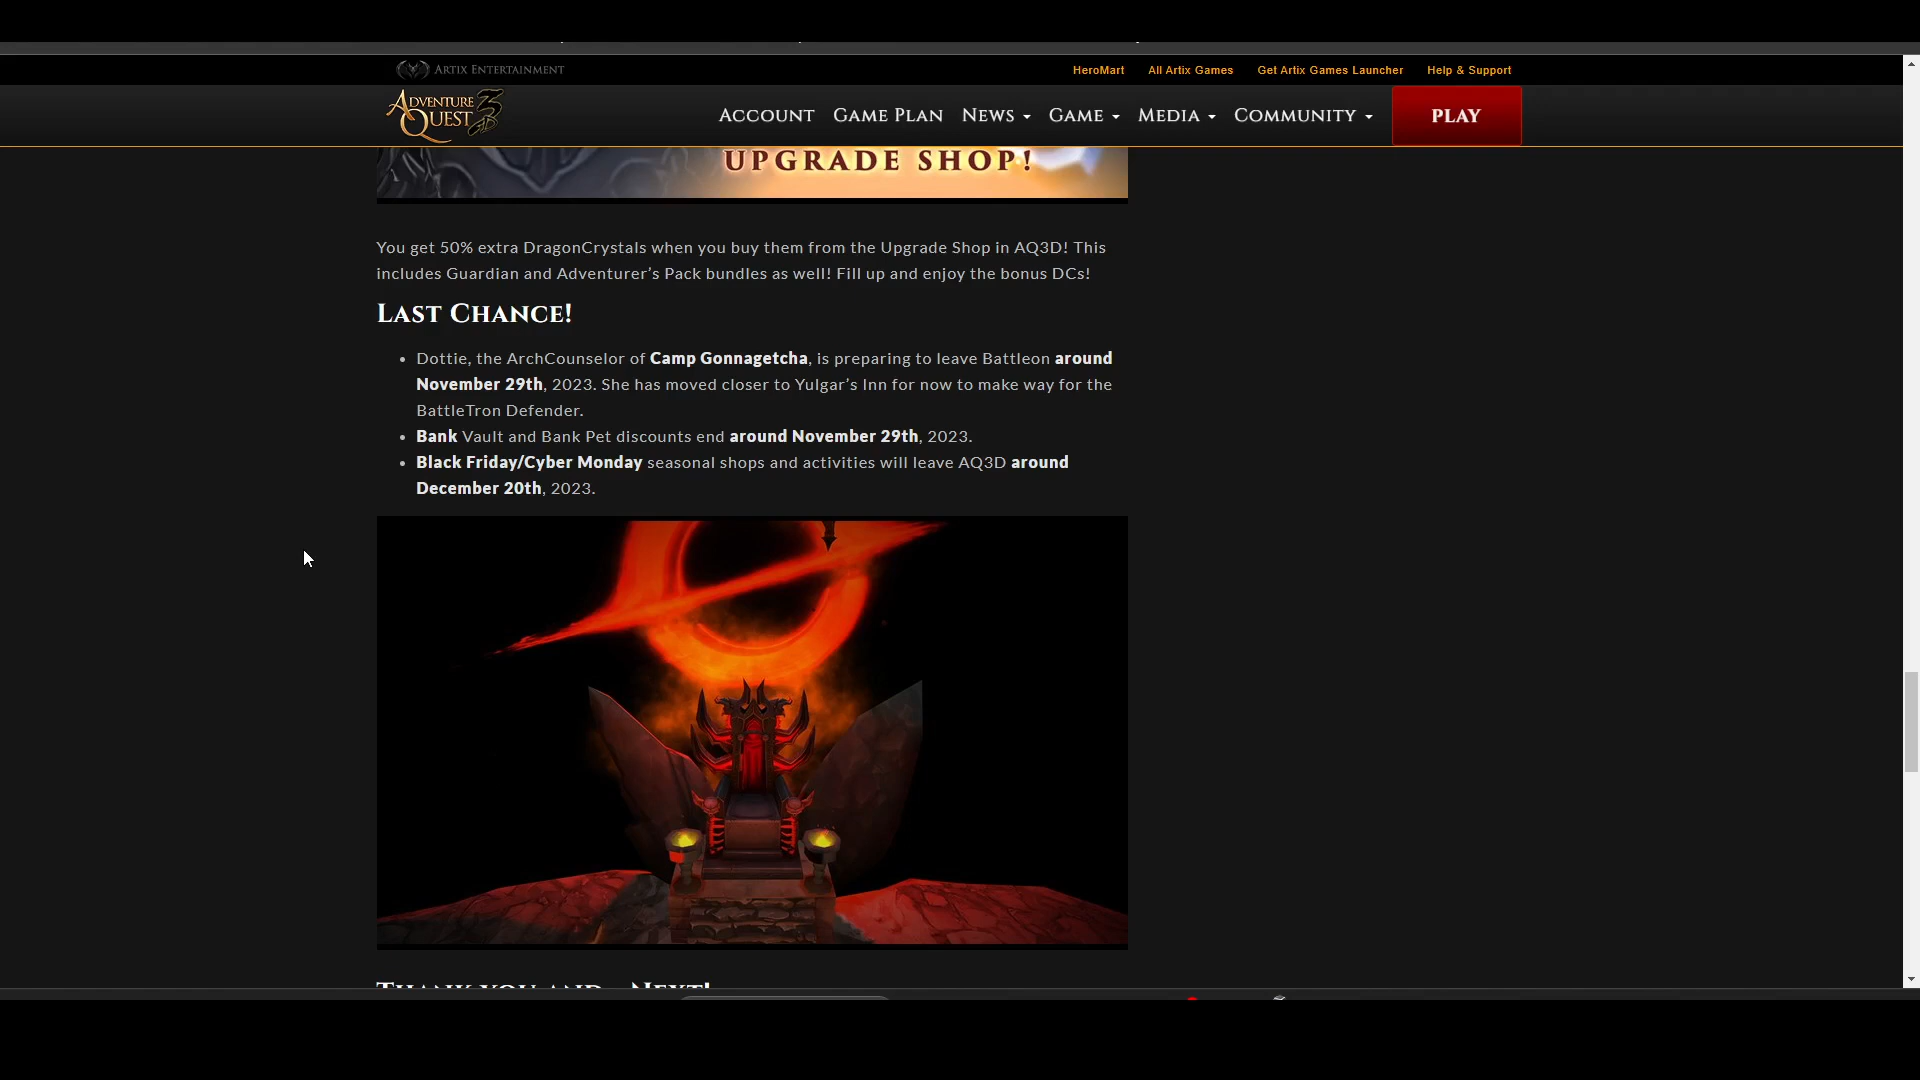 ARTIX ENTERTAINMENT
HeroMart All Artix Games Get Artix Games Launcher Help & Support
ADVENTURE QUEST 3D
ACCOUNT GAME PLAN NEWS GAME MEDIA COMMUNITY PLAY
UPGRADE SHOP!
You get 50% extra DragonCrystals when you buy them from the Upgrade Shop in AQ3D! This
includes Guardian and Adventurer’s Pack bundles as well! Fill up and enjoy the bonus DCs!
LAST CHANCE!
• Dottie, the ArchCounselor of Camp Gonnagetcha, is preparing to leave Battleon around
November 29th, 2023. She has moved closer to Yulgar’s Inn for now to make way for the
BattleTron Defender.
• Bank Vault and Bank Pet discounts end around November 29th, 2023.
• Black Friday/Cyber Monday seasonal shops and activities will leave AQ3D around
December 20th, 2023.
THANK YOU AND... NEXT!